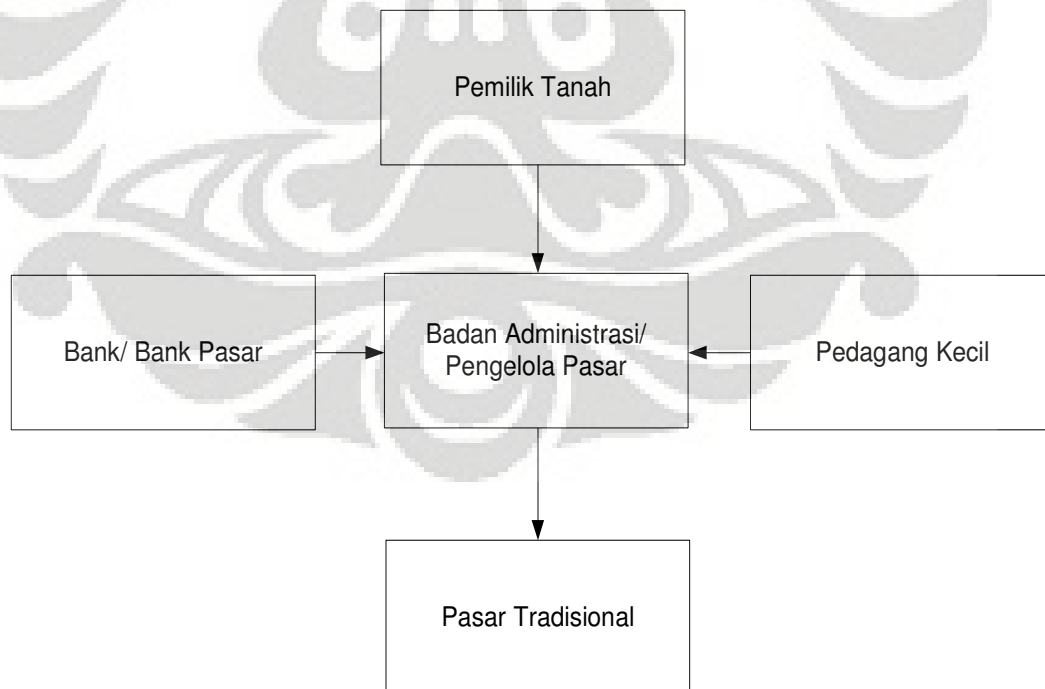 Pemilik Tanah
Bank/ Bank Pasar
Badan Administrasi/
Pengelola Pasar
Pedagang Kecil
Pasar Tradisional